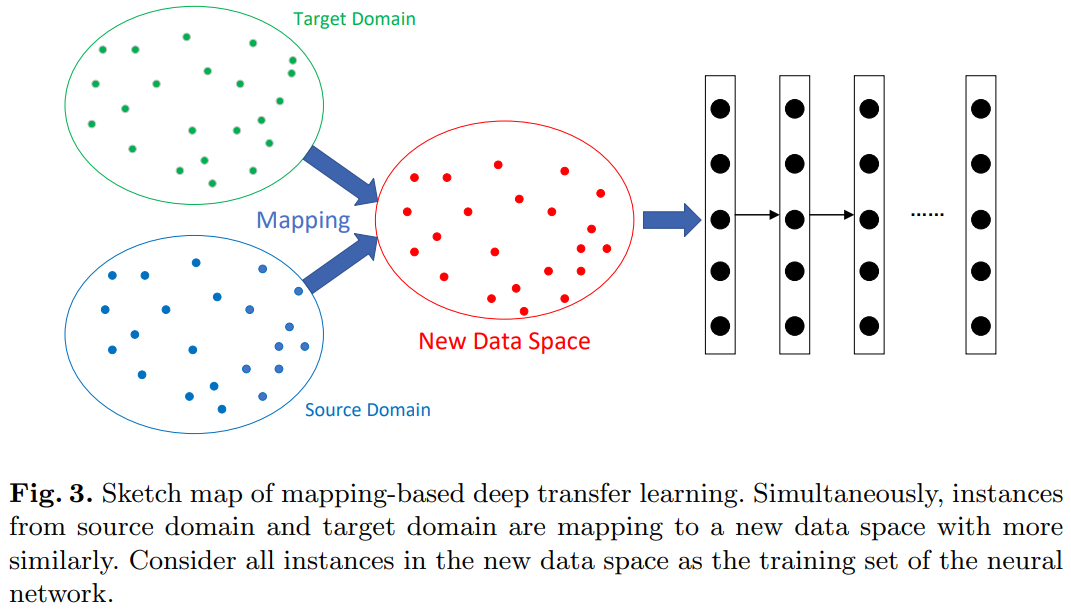 Target Domain
Mapping
......
New Data Space
Source Domain
Fig. 3. Sketch map of mapping-based deep transfer learning. Simultaneously, instances
from source domain and target domain are mapping to a new data space with more
similarly. Consider all instances in the new data space as the training set of the neural
network.